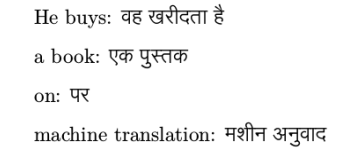 He buys: वह खरीदता है
a book: एक पुस्तक
on: पर
machine translation: मशीन अनुवाद